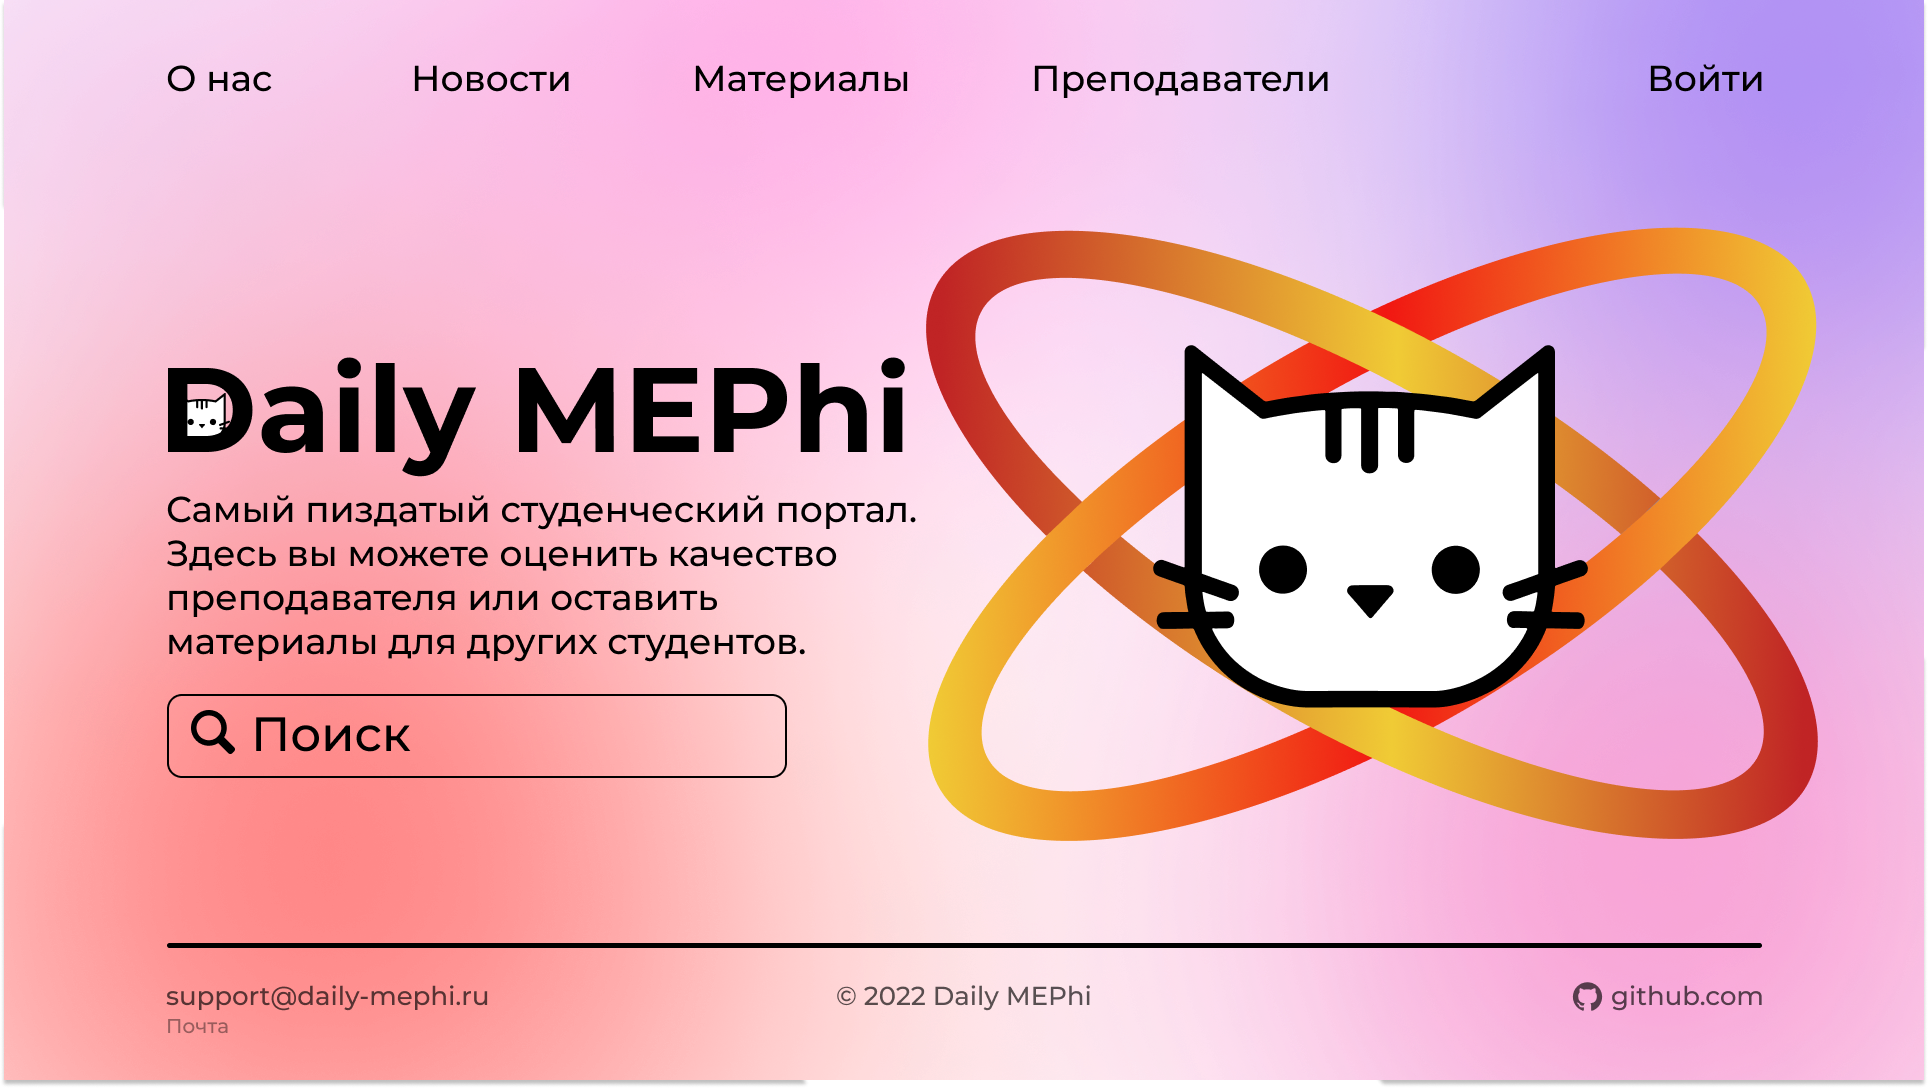 О нас
Новости
Материалы
Преподаватели
Войти
Daily MEPhi
Самый пиздатый студенческий портал.
Здесь вы можете оценить качество
преподавателя или оставить
материалы для других студентов.
Поиск
support@daily-mephi.ru
Почта
© 2022 Daily MEPhi
github.com